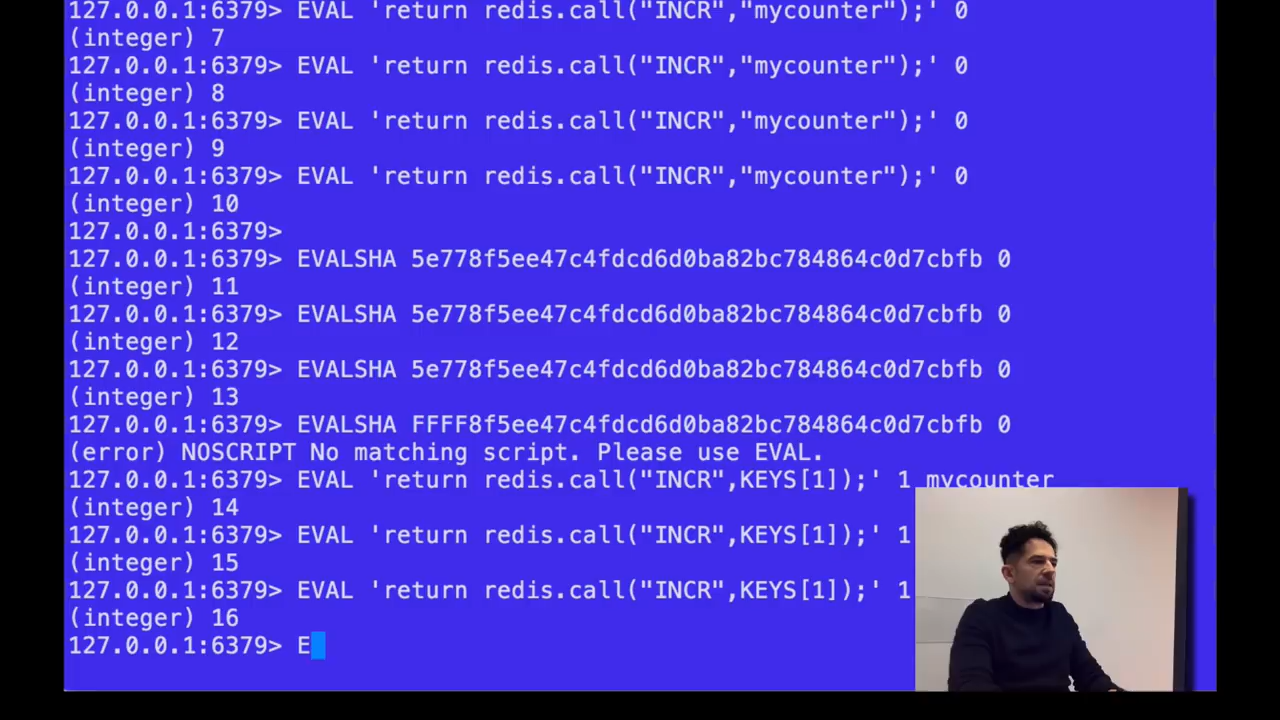 127.0.0.1:6379> EVAL 'return redis.call("INCR","mycounter");' 0
(integer) 7
127.0.0.1:6379> EVAL 'return redis.call("INCR","mycounter");' 0
(integer) 8
127.0.0.1:6379> EVAL 'return redis.call("INCR","mycounter");' 0
(integer) 9
127.0.0.1:6379> EVAL 'return redis.call("INCR","mycounter");' 0
(integer) 10
127.0.0.1:6379>
127.0.0.1:6379> EVALSHA 5e778f5ee47c4fdcd6d0ba82bc784864c0d7cbfb 0
(integer) 11
127.0.0.1:6379> EVALSHA 5e778f5ee47c4fdcd6d0ba82bc784864c0d7cbfb 0
(integer) 12
127.0.0.1:6379> EVALSHA 5e778f5ee47c4fdcd6d0ba82bc784864c0d7cbfb 0
(integer) 13
127.0.0.1:6379> EVALSHA FFFF8f5ee47c4fdcd6d0ba82bc784864c0d7cbfb 0
(error) NOSCRIPT No matching script. Please use EVAL.
127.0.0.1:6379> EVAL 'return redis.call("INCR",KEYS[1]);' 1 mycounter
(integer) 14
127.0.0.1:6379> EVAL 'return redis.call("INCR",KEYS[1]);' 1
(integer) 15
127.0.0.1:6379> EVAL 'return redis.call("INCR",KEYS[1]);' 1
(integer) 16
127.0.0.1:6379> E